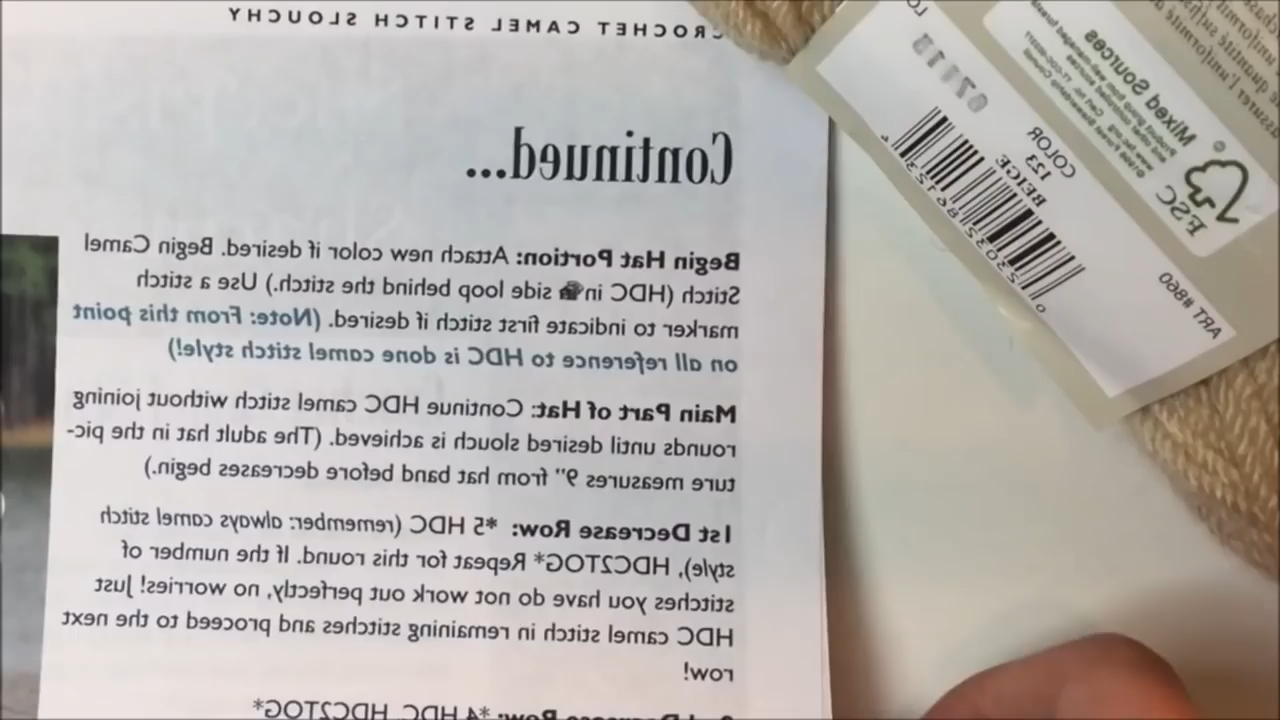 CROCHET CAMEL STITCH SLOUCHY
Continued...
Begin Hat Portion: Attach new color if desired. Begin Camel
Stitch (HDC in side loop behind the stitch.) Use a stitch
marker to indicate first stitch if desired. (Note: From this point
on all reference to HDC is done camel stitch style!)
Main Part of Hat: Continue HDC camel stitch without joining
rounds until desired slouch is achieved. (The adult hat in the pic-
ture measures 9" from hat band before decreases begin.)
1st Decrease Row: *5 HDC (remember: always camel stitch
style), HDC2TOG* Repeat for this round. If the number of
stitches you have do not work out perfectly, no worries! Just
HDC camel stitch in remaining stitches and proceed to the next
row!
Decrease Row: *4 HDC, HDC2TOG*
LO
COLOR
123
BEIGE
ART #860
FSC
Mixed Sources